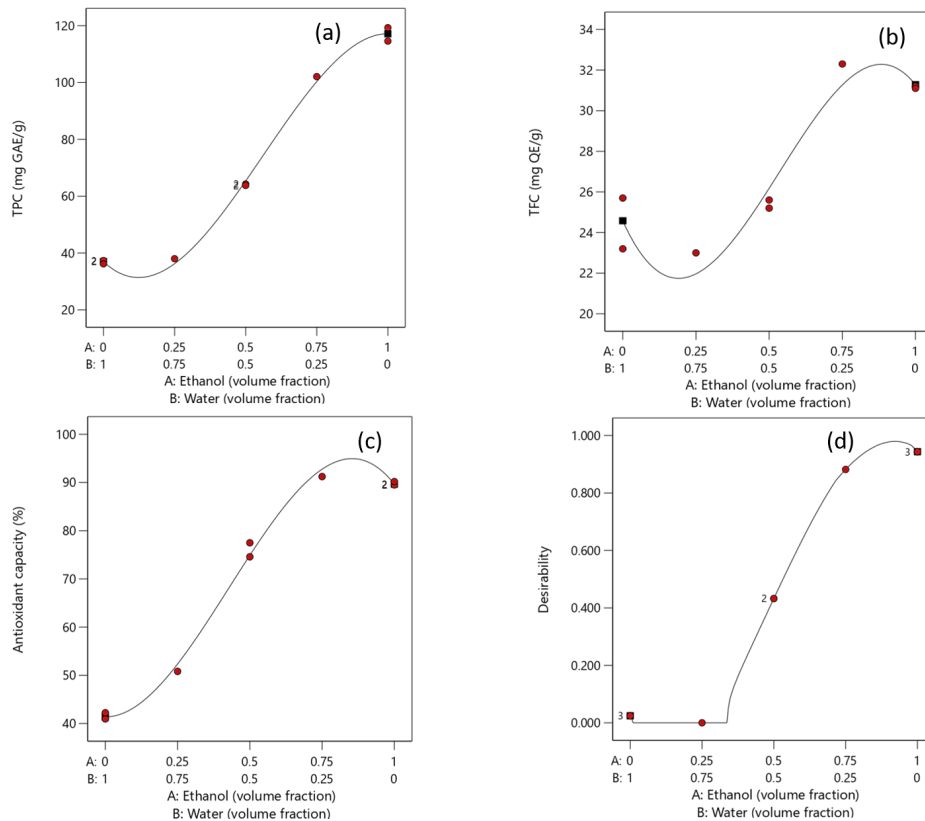 (a)
120
100
80
60
40
20
TPC (mg GAE/g)
2
2
2
A: 0 0.25 0.5 0.75 1
B: 1 0.75 0.5 0.25 0
A: Ethanol (volume fraction)
B: Water (volume fraction)
(b)
34
32
30
28
26
24
22
20
TFC (mg QE/g)
A: 0 0.25 0.5 0.75 1
B: 1 0.75 0.5 0.25 0
A: Ethanol (volume fraction)
B: Water (volume fraction)
(c)
100
90
80
70
60
50
40
Antioxidant capacity (%)
2
A: 0 0.25 0.5 0.75 1
B: 1 0.75 0.5 0.25 0
A: Ethanol (volume fraction)
B: Water (volume fraction)
(d)
1.000
0.800
0.600
0.400
0.200
0.000
Desirability
3
2
3
A: 0 0.25 0.5 0.75 1
B: 1 0.75 0.5 0.25 0
A: Ethanol (volume fraction)
B: Water (volume fraction)